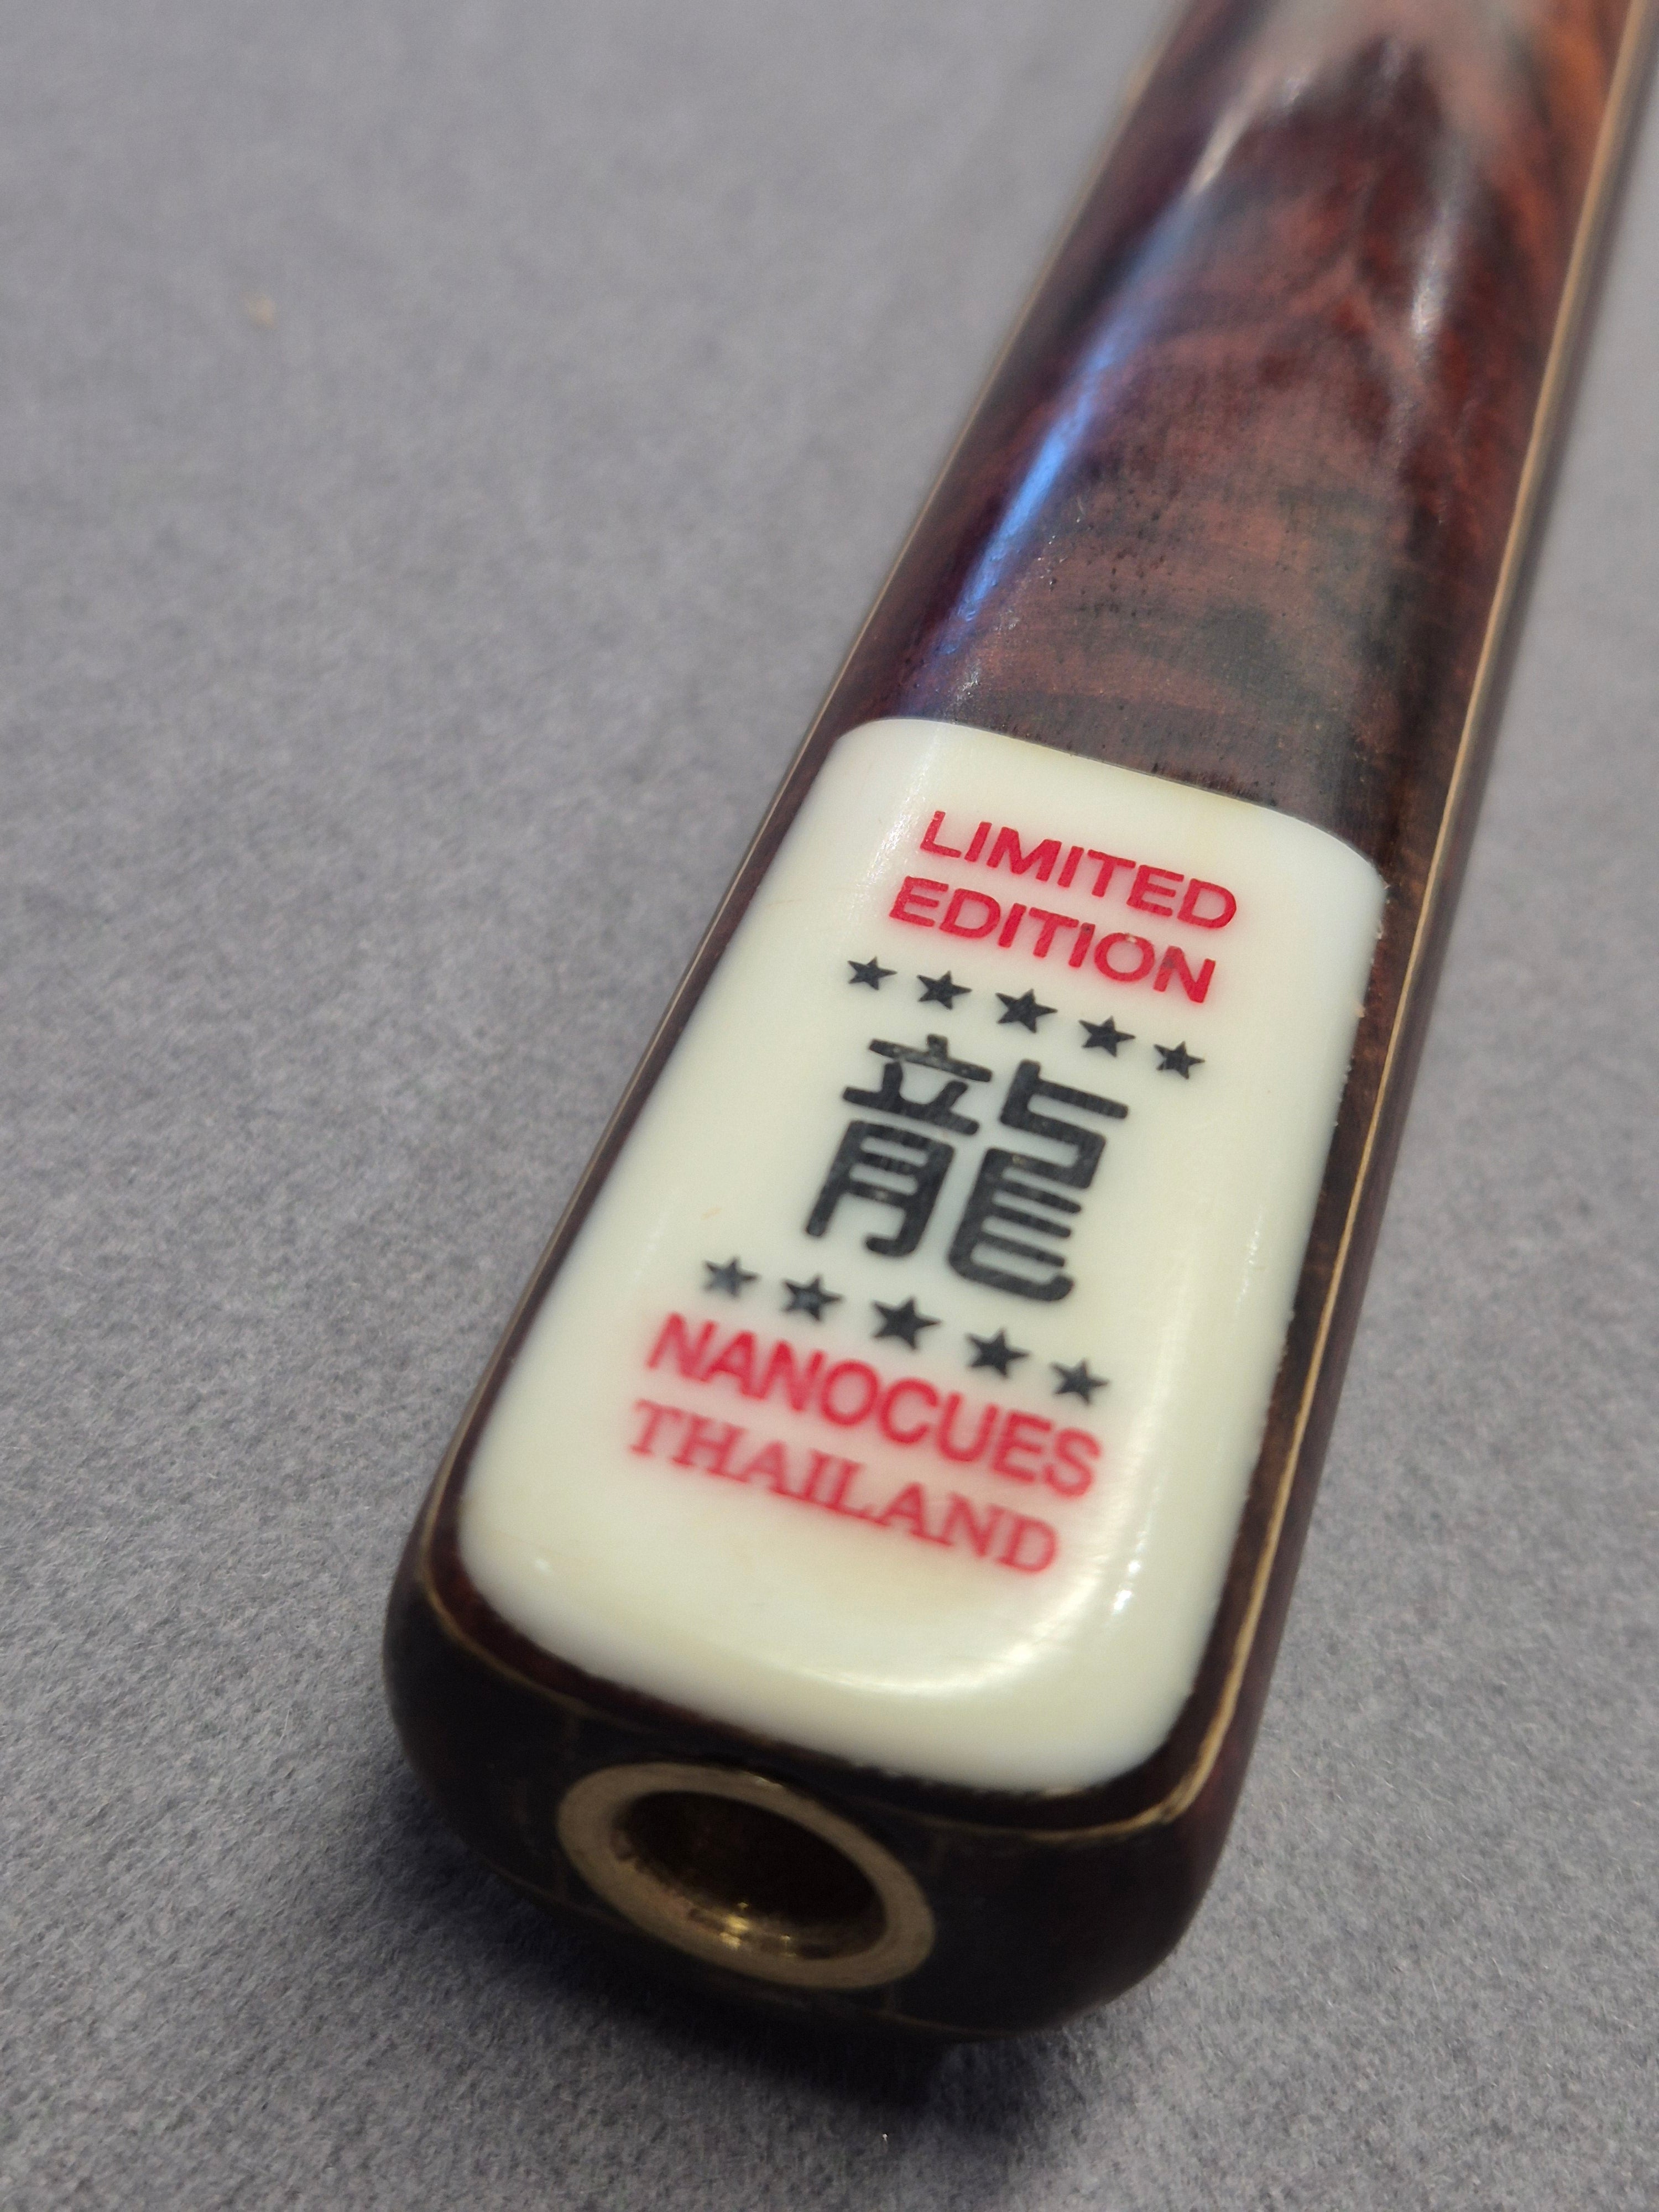 LIMITED
EDITION
★★★★★
龍
★★★★★
NANOCUES
THAILAND